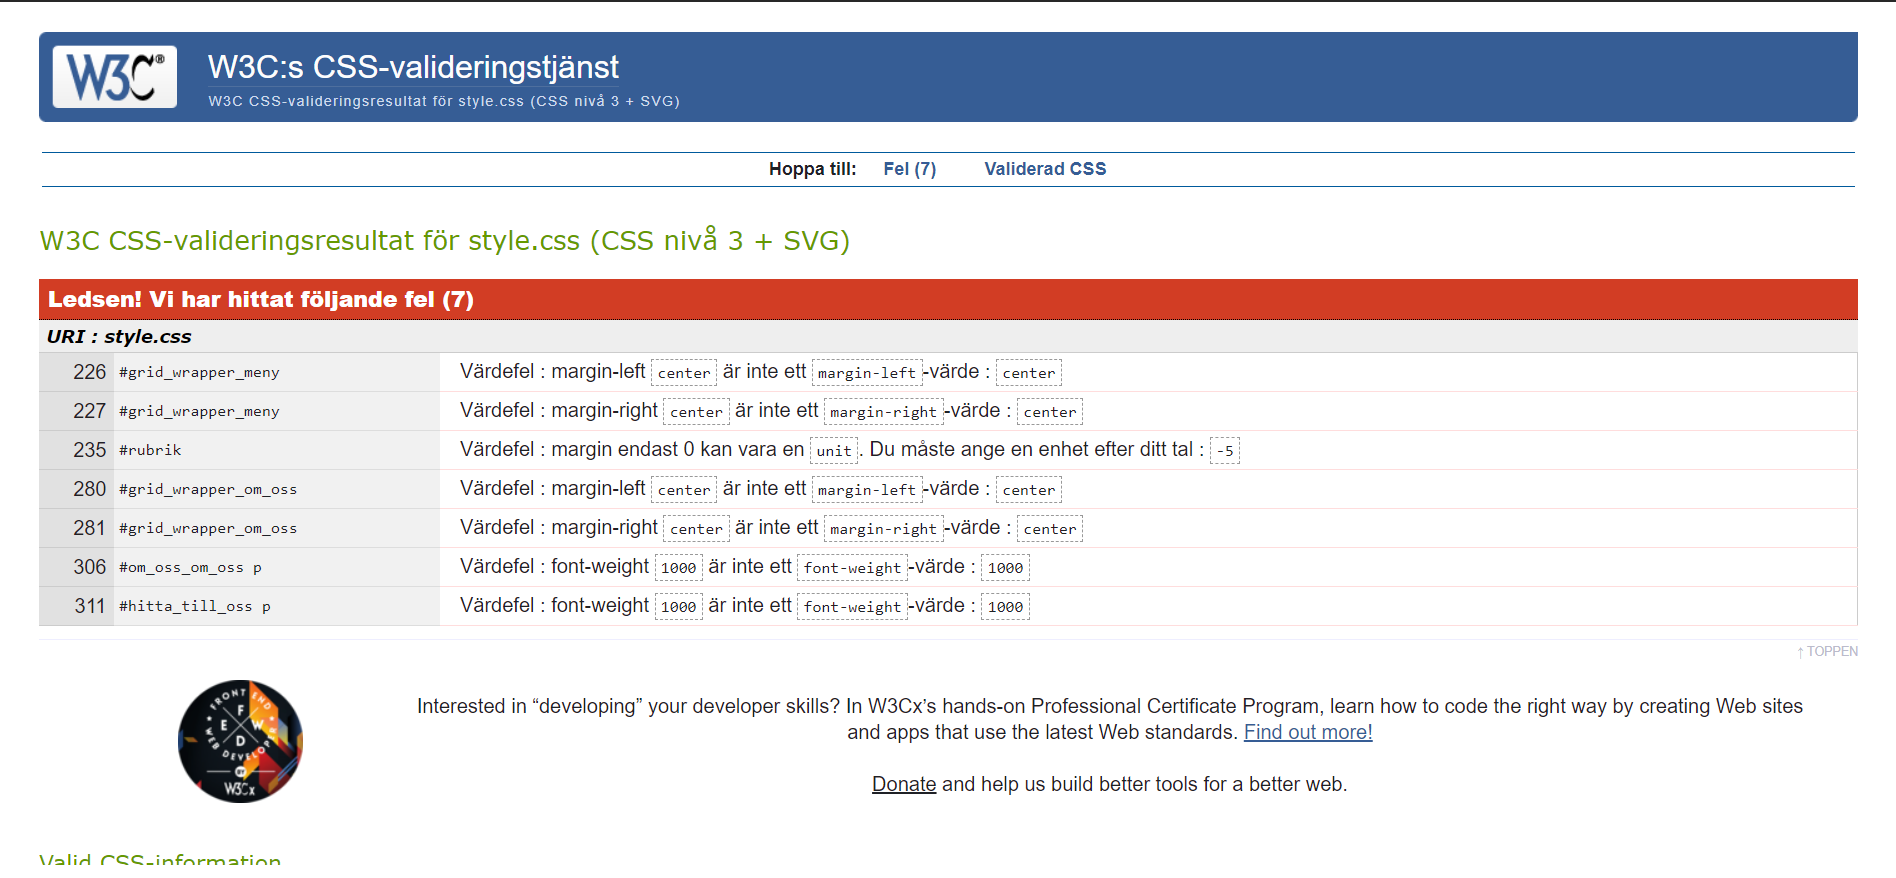 W3C®
W3C:s CSS-valideringstjänst
W3C CSS-valideringsresultat för style.css (CSS nivå 3 + SVG)
Hoppa till: Fel (7) Validerad CSS
W3C CSS-valideringsresultat för style.css (CSS nivå 3 + SVG)
Ledsen! Vi har hittat följande fel (7)
URI : style.css
226 #grid_wrapper_meny Värdefel : margin-left center är inte ett margin-left-värde : center
227 #grid_wrapper_meny Värdefel : margin-right center är inte ett margin-right-värde : center
235 #rubrik Värdefel : margin endast 0 kan vara en unit. Du måste ange en enhet efter ditt tal : -5
280 #grid_wrapper_om_oss Värdefel : margin-left center är inte ett margin-left-värde : center
281 #grid_wrapper_om_oss Värdefel : margin-right center är inte ett margin-right-värde : center
306 #om_oss_om_oss p Värdefel : font-weight 1000 är inte ett font-weight-värde : 1000
311 #hitta_till_oss p Värdefel : font-weight 1000 är inte ett font-weight-värde : 1000
↑ TOPPEN
FRONT END
F
E W
D
WEB DEVELOPER
BY
W3Cx
Interested in “developing” your developer skills? In W3Cx’s hands-on Professional Certificate Program, learn how to code the right way by creating Web sites
and apps that use the latest Web standards. Find out more!
Donate and help us build better tools for a better web.
Valid CSS-information